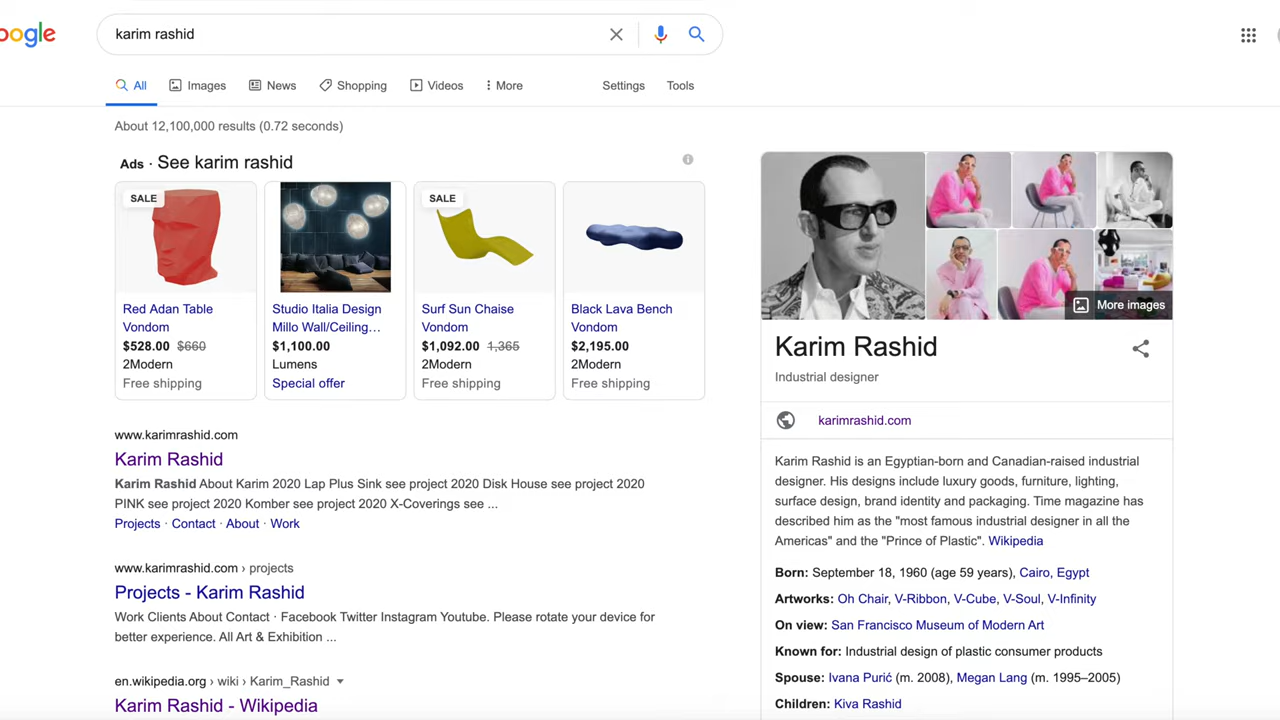 oogle
karim rashid
All
Images
News
Shopping
Videos
More
Settings
Tools
About 12,100,000 results (0.72 seconds)
Ads · See karim rashid
SALE
Red Adan Table
Vondom
$528.00 $660
2Modern
Free shipping
Studio Italia Design
Millo Wall/Ceiling…
$1,100.00
Lumens
Special offer
SALE
Surf Sun Chaise
Vondom
$1,092.00 1,365
2Modern
Free shipping
Black Lava Bench
Vondom
$2,195.00
2Modern
Free shipping
www.karimrashid.com
Karim Rashid
Karim Rashid About Karim 2020 Lap Plus Sink see project 2020 Disk House see project 2020
PINK see project 2020 Komber see project 2020 X-Coverings see ...
Projects · Contact · About · Work
www.karimrashid.com › projects
Projects - Karim Rashid
Work Clients About Contact · Facebook Twitter Instagram Youtube. Please rotate your device for
better experience. All Art & Exhibition ...
en.wikipedia.org › wiki › Karim_Rashid
Karim Rashid - Wikipedia
More images
Karim Rashid
Industrial designer
karimrashid.com
Karim Rashid is an Egyptian-born and Canadian-raised industrial
designer. His designs include luxury goods, furniture, lighting,
surface design, brand identity and packaging. Time magazine has
described him as the "most famous industrial designer in all the
Americas" and the "Prince of Plastic". Wikipedia
Born: September 18, 1960 (age 59 years), Cairo, Egypt
Artworks: Oh Chair, V-Ribbon, V-Cube, V-Soul, V-Infinity
On view: San Francisco Museum of Modern Art
Known for: Industrial design of plastic consumer products
Spouse: Ivana Purić (m. 2008), Megan Lang (m. 1995–2005)
Children: Kiva Rashid